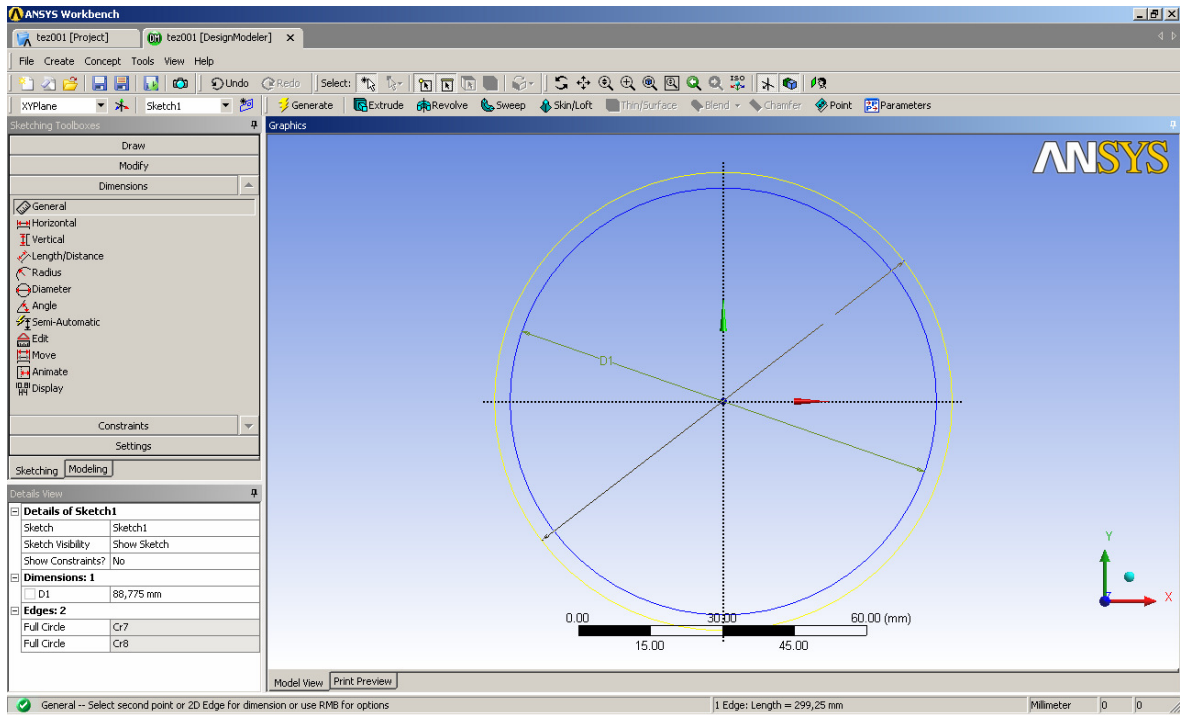 ANSYS Workbench
tez001 [Project] tez001 [DesignModeler]
File Create Concept Tools View Help
Undo Redo Select: ISO
XYPlane Sketch1 Generate Extrude Revolve Sweep Skin/Loft Thin/Surface Blend Chamfer Point Parameters
Sketching Toolboxes
Draw
Modify
Dimensions
General
Horizontal
Vertical
Length/Distance
Radius
Diameter
Angle
Semi-Automatic
Edit
Move
Animate
Display
Constraints
Settings
Sketching Modeling
Details View
Details of Sketch1
Sketch Sketch1
Sketch Visibility Show Sketch
Show Constraints? No
Dimensions: 1
D1 88,775 mm
Edges: 2
Full Circle Cr7
Full Circle Cr8
Graphics
ANSYS
D1
0.00 30.00 60.00 (mm)
15.00 45.00
Y
X
Model View Print Preview
General -- Select second point or 2D Edge for dimension or use RMB for options 1 Edge: Length = 299,25 mm Millimeter 0 0